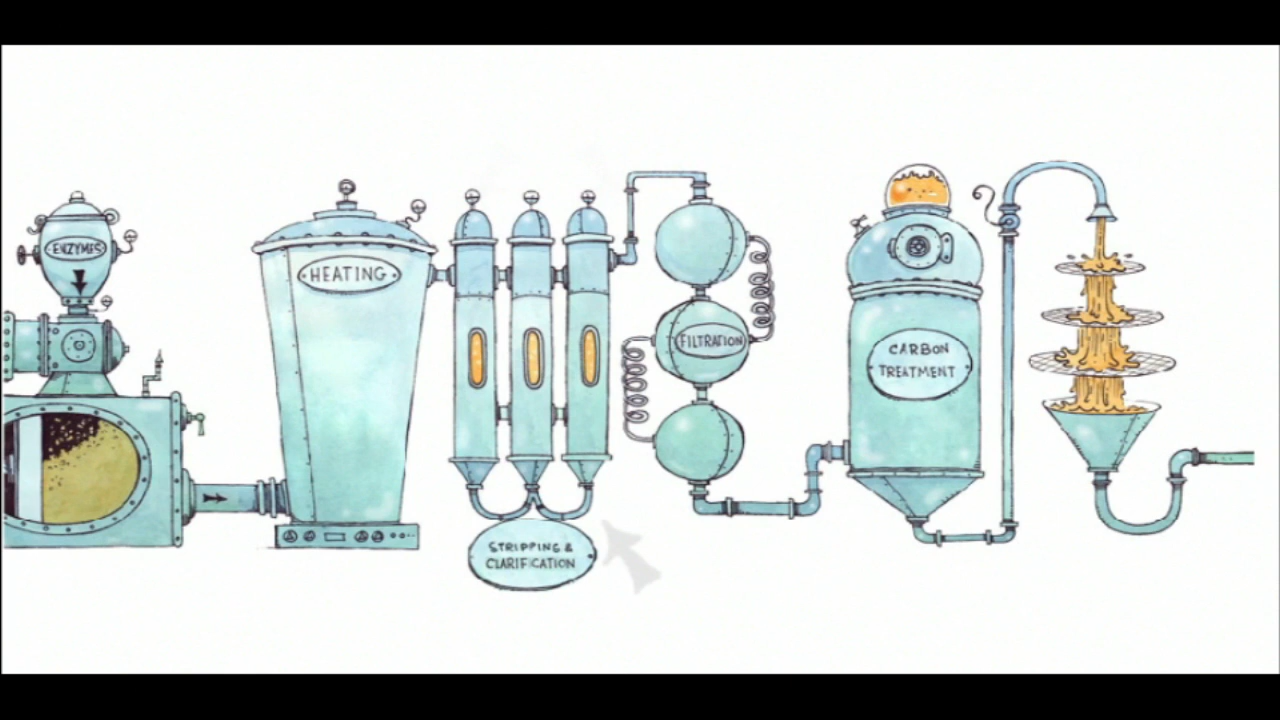 ENZYMES
HEATING
STRIPPING &
CLARIFICATION
FILTRATION
CARBON
TREATMENT